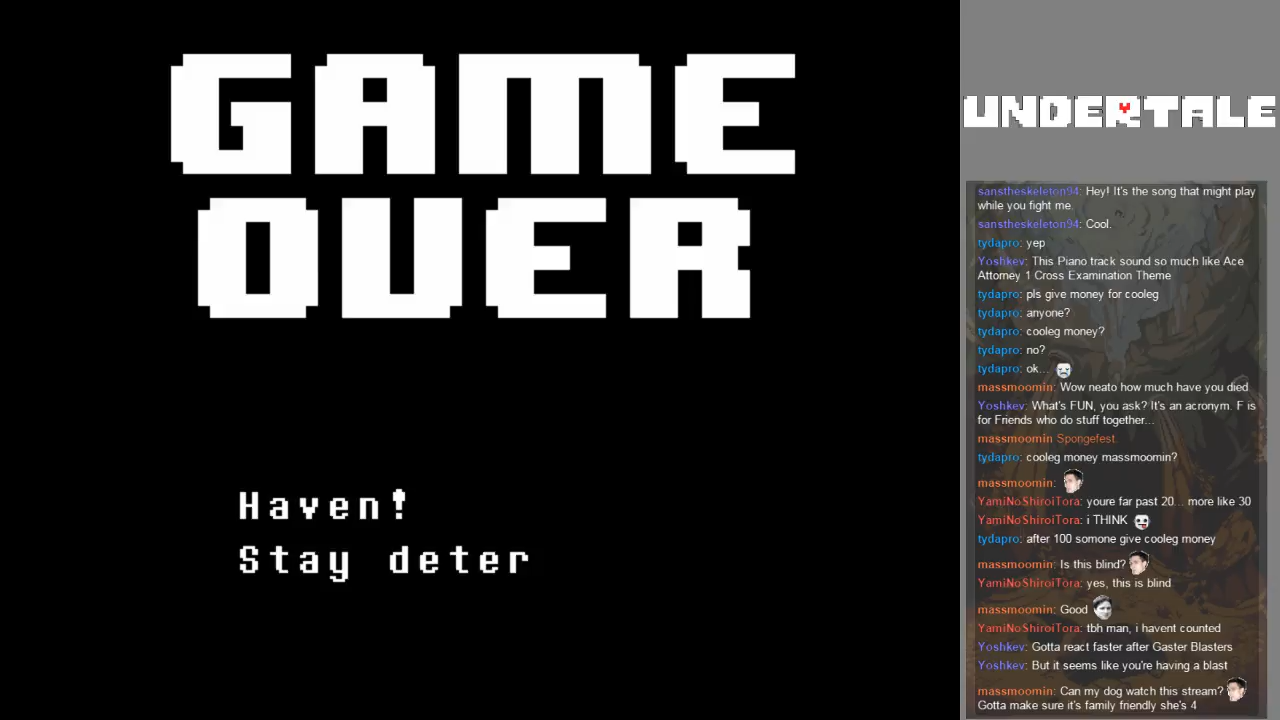 GAME
OVER
Haven!
Stay deter
UNDERTALE
sanstheskeleton94: Hey! It's the song that might play
while you fight me.
sanstheskeleton94: Cool.
tydapro: yep
Yoshkev: This Piano track sound so much like Ace
Attorney 1 Cross Examination Theme
tydapro: pls give money for cooleg
tydapro: anyone?
tydapro: cooleg money?
tydapro: no?
tydapro: ok...
massmoomin: Wow neato how much have you died
Yoshkev: What's FUN, you ask? It's an acronym. F is
for Friends who do stuff together...
massmoomin Spongefest.
tydapro: cooleg money massmoomin?
massmoomin:
YamiNoShiroiTora: youre far past 20... more like 30
YamiNoShiroiTora: i THINK
tydapro: after 100 somone give cooleg money
massmoomin: Is this blind?
YamiNoShiroiTora: yes, this is blind
massmoomin: Good
YamiNoShiroiTora: tbh man, i havent counted
Yoshkev: Gotta react faster after Gaster Blasters
Yoshkev: But it seems like you're having a blast
massmoomin: Can my dog watch this stream?
Gotta make sure it's family friendly she's 4